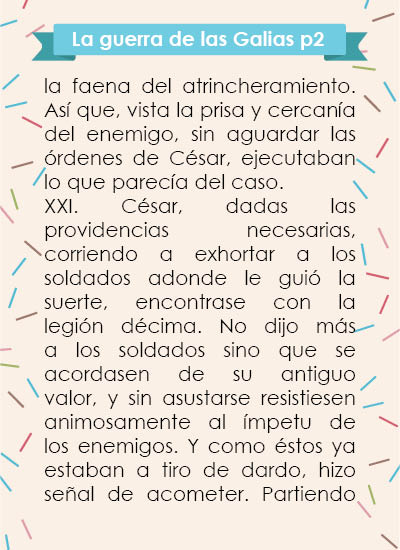 La guerra de las Galias p2
la faena del atrincheramiento.
Así que, vista la prisa y cercanía
del enemigo, sin aguardar las
órdenes de César, ejecutaban
lo que parecía del caso.
XXI. César, dadas las
providencias necesarias,
corriendo a exhortar a los
soldados adonde le guió la
suerte, encontrase con la
legión décima. No dijo más
a los soldados sino que se
acordasen de su antiguo
valor, y sin asustarse resistiesen
animosamente al ímpetu de
los enemigos. Y como éstos ya
estaban a tiro de dardo, hizo
señal de acometer. Partiendo